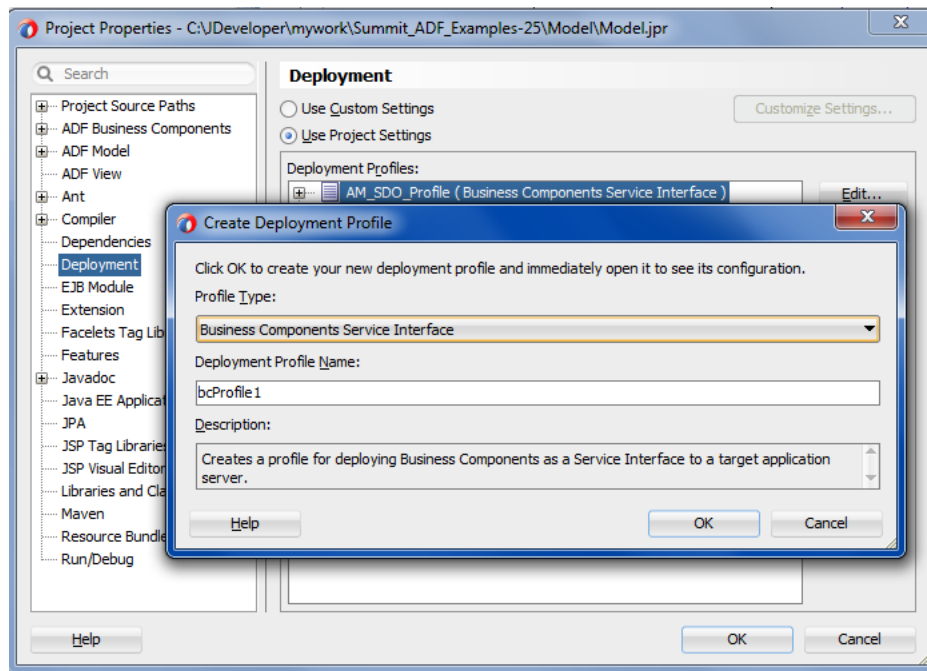 Project Properties - C:\JDeveloper\mywork\Summit_ADF_Examples-25\Model\Model.jpr
Search
Project Source Paths
ADF Business Components
ADF Model
ADF View
Ant
Compiler
Dependencies
Deployment
EJB Module
Extension
Facelets Tag Lib
Features
Javadoc
Java EE Applicat
JPA
JSP Tag Libraries
JSP Visual Editor
Libraries and Cla
Maven
Resource Bundle
Run/Debug
Deployment
Use Custom Settings
Customize Settings...
Use Project Settings
Deployment Profiles:
AM_SDO_Profile ( Business Components Service Interface )
Edit...
Create Deployment Profile
Click OK to create your new deployment profile and immediately open it to see its configuration.
Profile Type:
Business Components Service Interface
Deployment Profile Name:
bcProfile1
Description:
Creates a profile for deploying Business Components as a Service Interface to a target application
server.
Help
OK
Cancel
Help
OK
Cancel